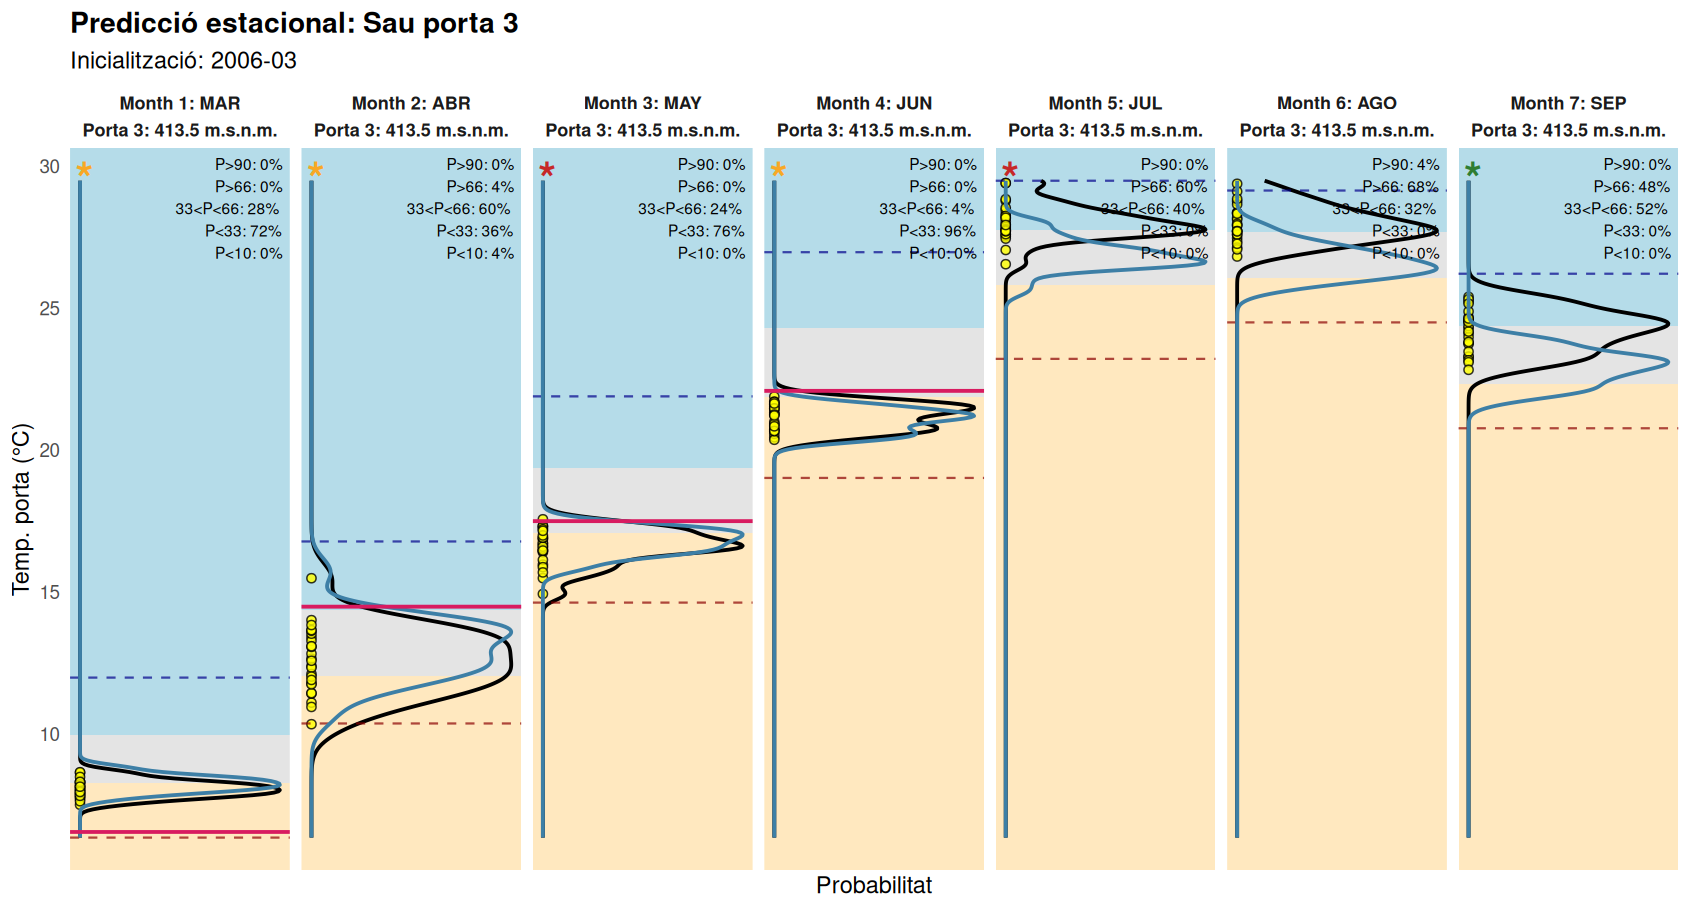 Predicció estacional: Sau porta 3
Inicialització: 2006-03
Month 1: MAR
Porta 3: 413.5 m.s.n.m.
Month 2: ABR
Porta 3: 413.5 m.s.n.m.
Month 3: MAY
Porta 3: 413.5 m.s.n.m.
Month 4: JUN
Porta 3: 413.5 m.s.n.m.
Month 5: JUL
Porta 3: 413.5 m.s.n.m.
Month 6: AGO
Porta 3: 413.5 m.s.n.m.
Month 7: SEP
Porta 3: 413.5 m.s.n.m.
*
P>90: 0%
P>66: 0%
33<P<66: 28%
P<33: 72%
P<10: 0%
*
P>90: 0%
P>66: 4%
33<P<66: 60%
P<33: 36%
P<10: 4%
*
P>90: 0%
P>66: 0%
33<P<66: 24%
P<33: 76%
P<10: 0%
*
P>90: 0%
P>66: 0%
33<P<66: 4%
P<33: 96%
P<10: 0%
*
P>90: 0%
P>66: 60%
33<P<66: 40%
P<33: 0%
P<10: 0%
P>90: 4%
P>66: 68%
33<P<66: 32%
P<33: 0%
P<10: 0%
*
P>90: 0%
P>66: 48%
33<P<66: 52%
P<33: 0%
P<10: 0%
30
25
20
15
10
Temp. porta (°C)
Probabilitat